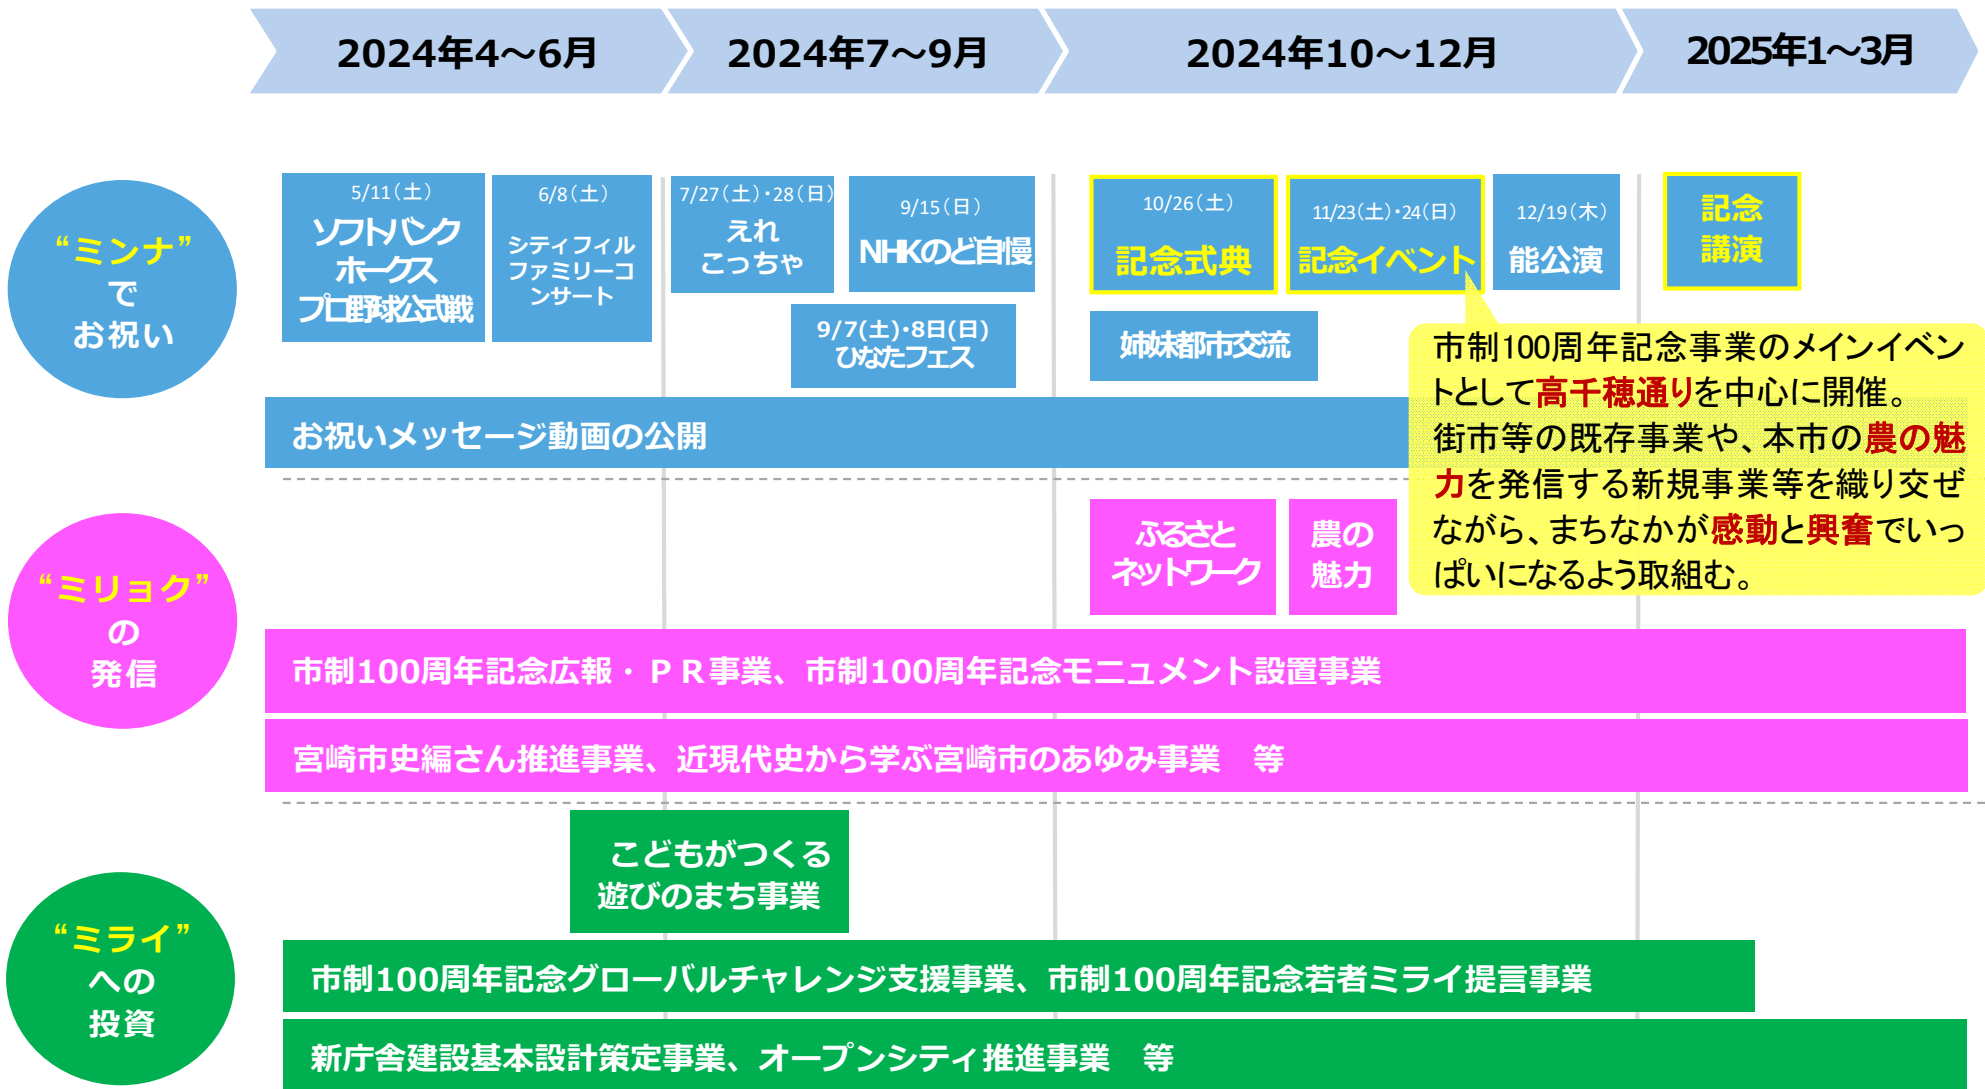 2024年4～6月
2024年7～9月
2024年10～12月
2025年1～3月
“ミンナ”
で
お祝い
5/11(土)
ソフトバンク
ホークス
プロ野球公式戦
6/8(土)
シティフィル
ファミリーコ
ンサート
7/27(土)・28(日)
えれ
こっちゃ
9/15(日)
NHKのど自慢
9/7(土)・8日(日)
ひなたフェス
10/26(土)
記念式典
11/23(土)・24(日)
記念イベント
12/19(木)
能公演
記念
講演
姉妹都市交流
市制100周年記念事業のメインイベン
トとして高千穂通りを中心に開催。
街市等の既存事業や、本市の農の魅
力を発信する新規事業等を織り交ぜ
ながら、まちなかが感動と興奮でいっ
ぱいになるよう取組む。
お祝いメッセージ動画の公開
“ミリョク”
の
発信
ふるさと
ネットワーク
農の
魅力
市制100周年記念広報・ＰＲ事業、市制100周年記念モニュメント設置事業
宮崎市史編さん推進事業、近現代史から学ぶ宮崎市のあゆみ事業　等
“ミライ”
への
投資
こどもがつくる
遊びのまち事業
市制100周年記念グローバルチャレンジ支援事業、市制100周年記念若者ミライ提言事業
新庁舎建設基本設計策定事業、オープンシティ推進事業　等